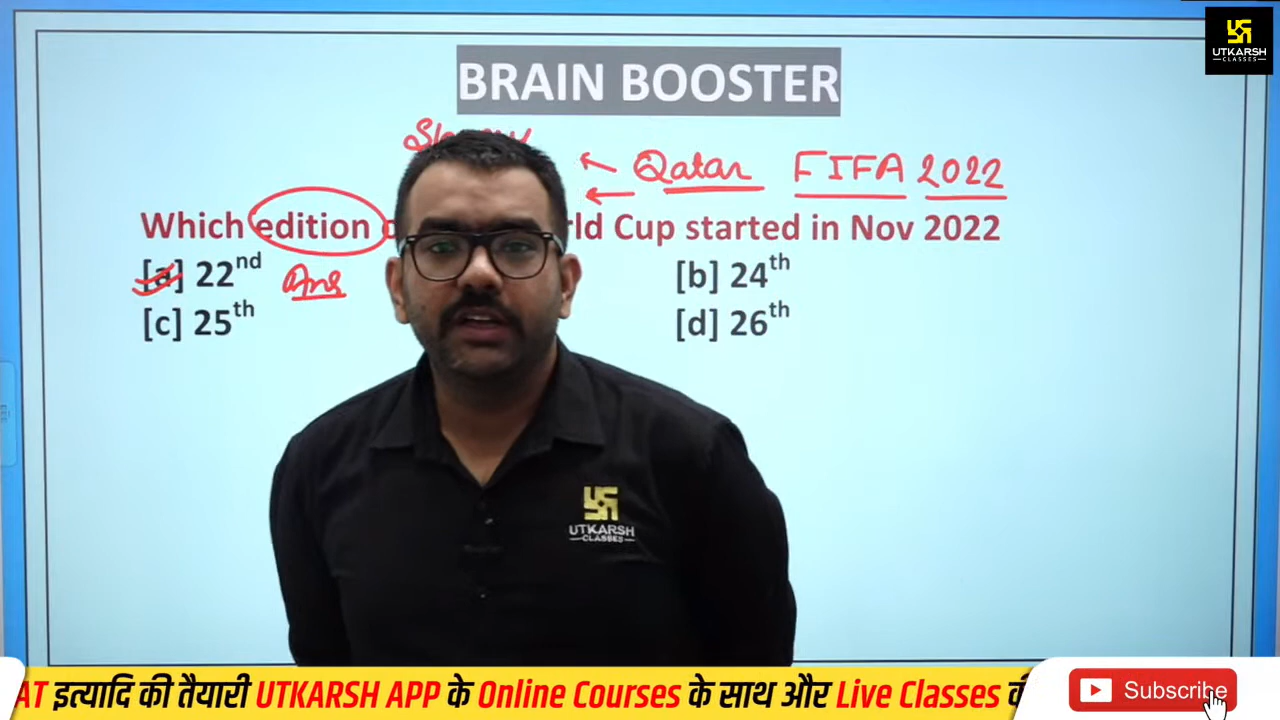 UTKARSH
CLASSES
BRAIN BOOSTER
Qatar FIFA 2022
Which edition Cup started in Nov 2022
[a] 22nd Ans
[b] 24th
[c] 25th
[d] 26th
UTKARSH
CLASSES
AT इत्यादि की तैयारी UTKARSH APP के Online Courses के साथ और Live Classes
Subscribe